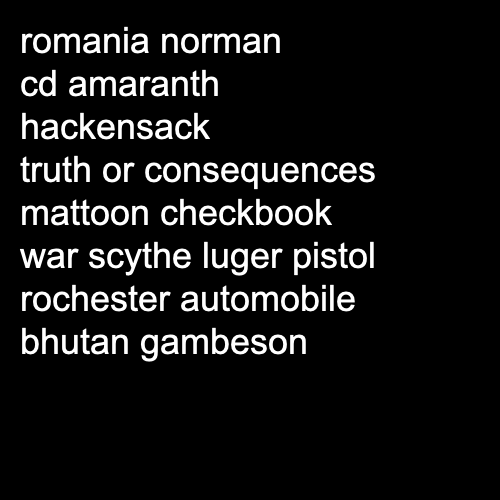 romania norman
cd amaranth
hackensack
truth or consequences
mattoon checkbook
war scythe luger pistol
rochester automobile
bhutan gambeson